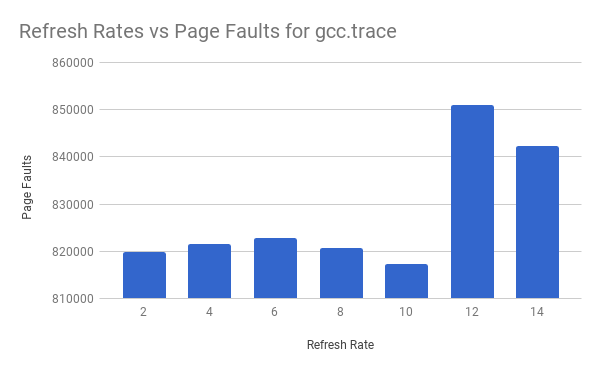 Refresh Rates vs Page Faults for gcc.trace
860000
850000
840000
830000
820000
810000
Page Faults
2 4 6 8 10 12 14
Refresh Rate